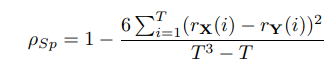 ρ_{Sp} = 1 − \frac{6 \sum_{i=1}^{T} (r_{\mathbf{X}}(i) − r_{\mathbf{Y}}(i))^2}{T^3 − T}